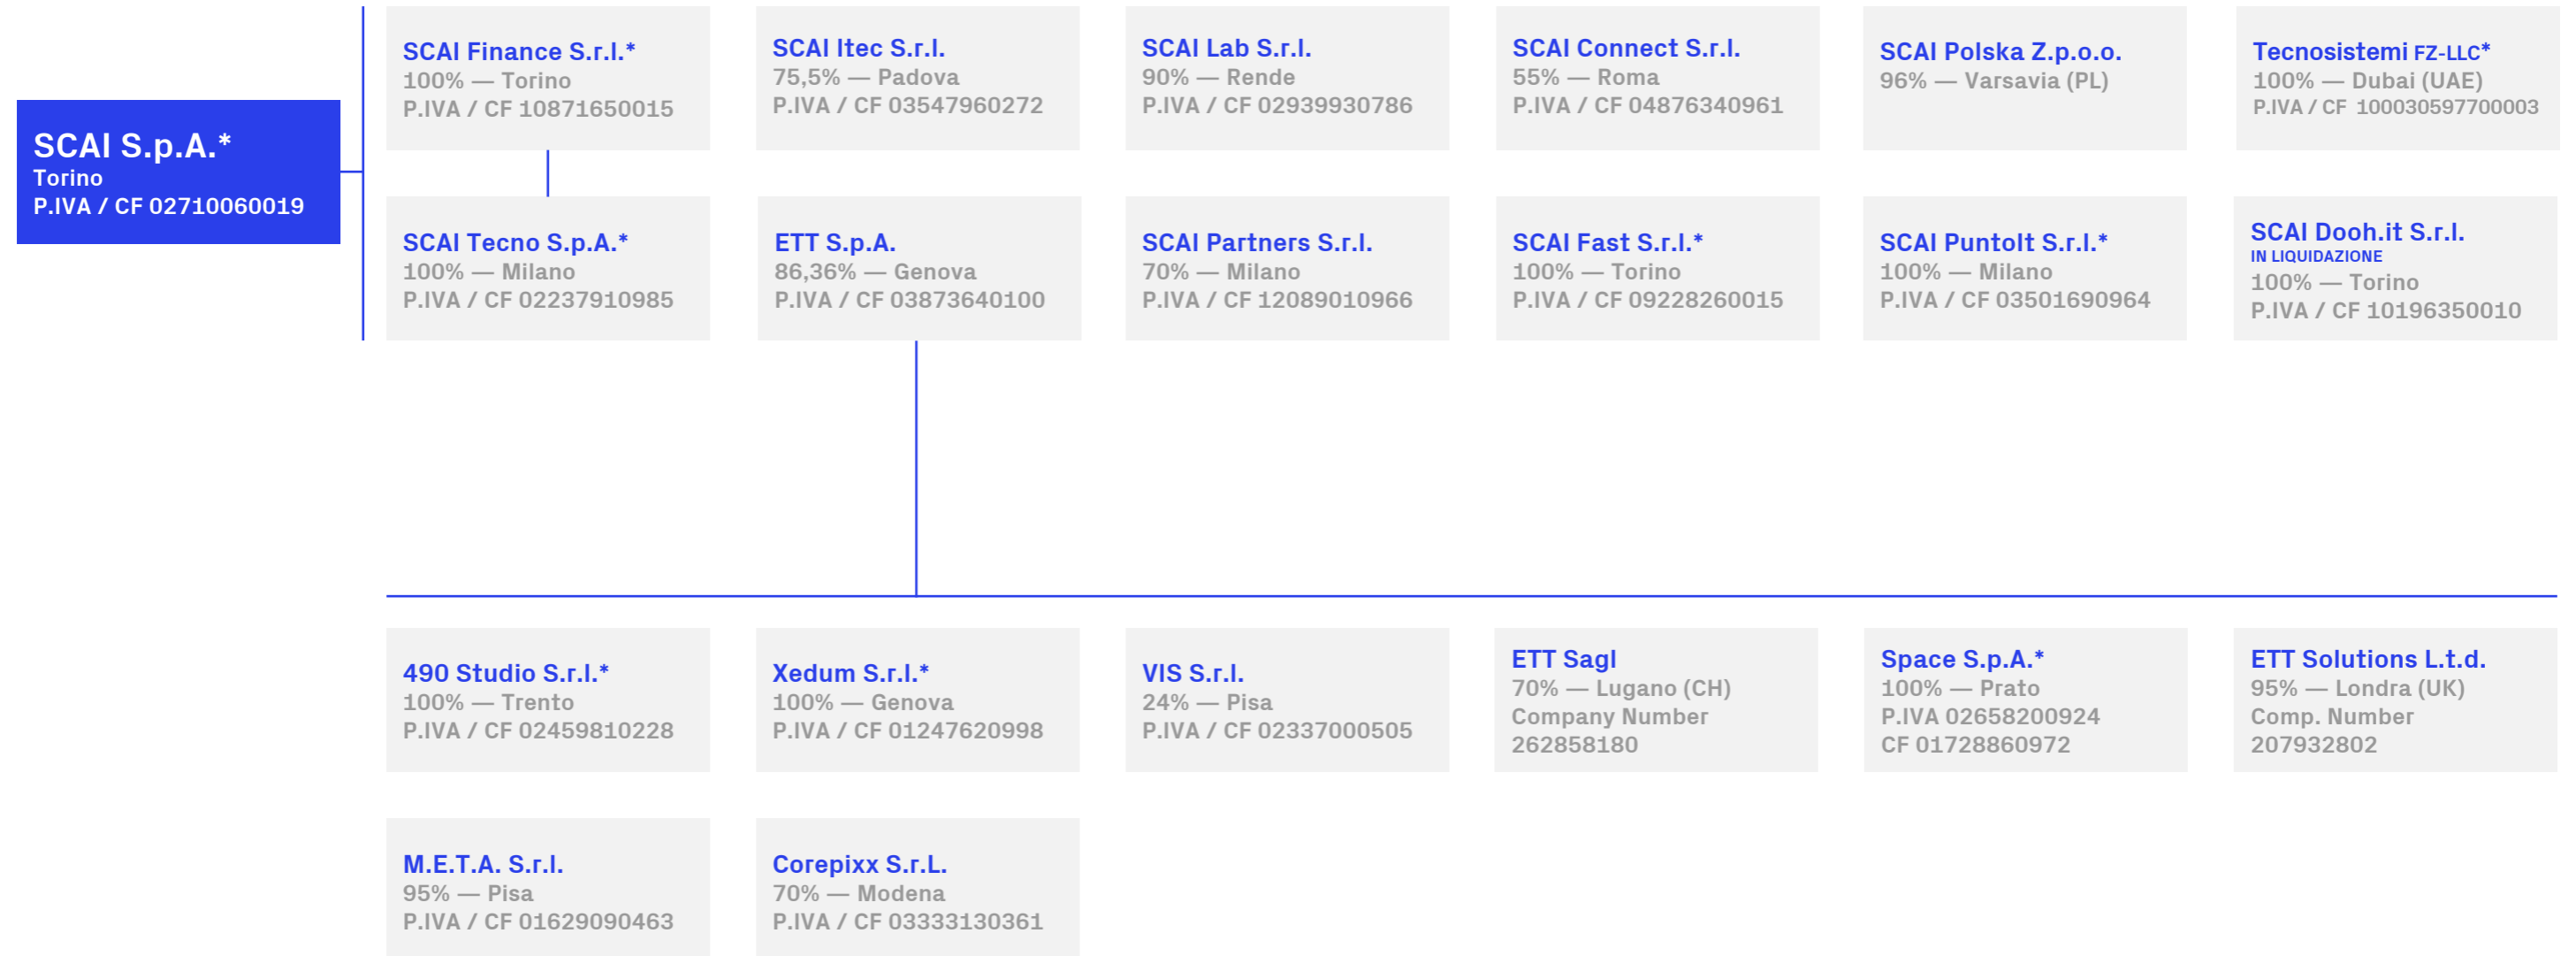 SCAI S.p.A.*
Torino
P.IVA / CF 02710060019
SCAI Finance S.r.l.*
100% — Torino
P.IVA / CF 10871650015
SCAI Itec S.r.l.
75,5% — Padova
P.IVA / CF 03547960272
SCAI Lab S.r.l.
90% — Rende
P.IVA / CF 02939930786
SCAI Connect S.r.l.
55% — Roma
P.IVA / CF 04876340961
SCAI Polska Z.p.o.o.
96% — Varsavia (PL)
Tecnosistemi FZ-LLC*
100% — Dubai (UAE)
P.IVA / CF 100030597700003
SCAI Tecno S.p.A.*
100% — Milano
P.IVA / CF 02237910985
ETT S.p.A.
86,36% — Genova
P.IVA / CF 03873640100
SCAI Partners S.r.l.
70% — Milano
P.IVA / CF 12089010966
SCAI Fast S.r.l.*
100% — Torino
P.IVA / CF 09228260015
SCAI PuntoIt S.r.l.*
100% — Milano
P.IVA / CF 03501690964
SCAI Dooh.it S.r.l.
IN LIQUIDAZIONE
100% — Torino
P.IVA / CF 10196350010
490 Studio S.r.l.*
100% — Trento
P.IVA / CF 02459810228
Xedum S.r.l.*
100% — Genova
P.IVA / CF 01247620998
VIS S.r.l.
24% — Pisa
P.IVA / CF 02337000505
ETT Sagl
70% — Lugano (CH)
Company Number
262858180
Space S.p.A.*
100% — Prato
P.IVA 02658200924
CF 01728860972
ETT Solutions L.t.d.
95% — Londra (UK)
Comp. Number
207932802
M.E.T.A. S.r.l.
95% — Pisa
P.IVA / CF 01629090463
Corepixx S.r.L.
70% — Modena
P.IVA / CF 03333130361